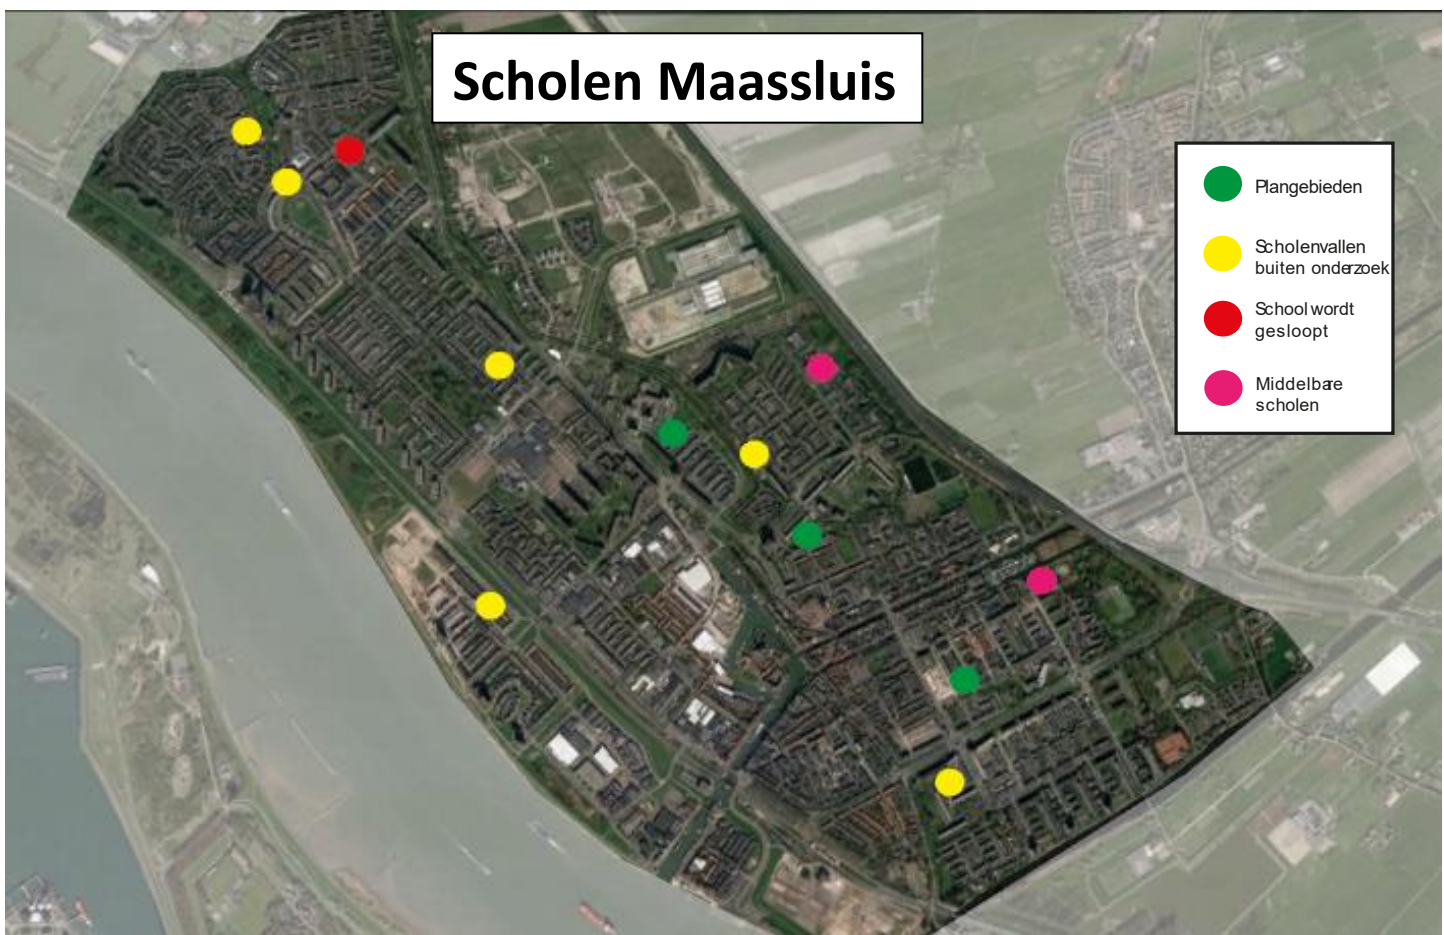 Scholen Maassluis
Plangebieden
Scholenvallen
buiten onderzoek
School wordt
gesloopt
Middelbare
scholen